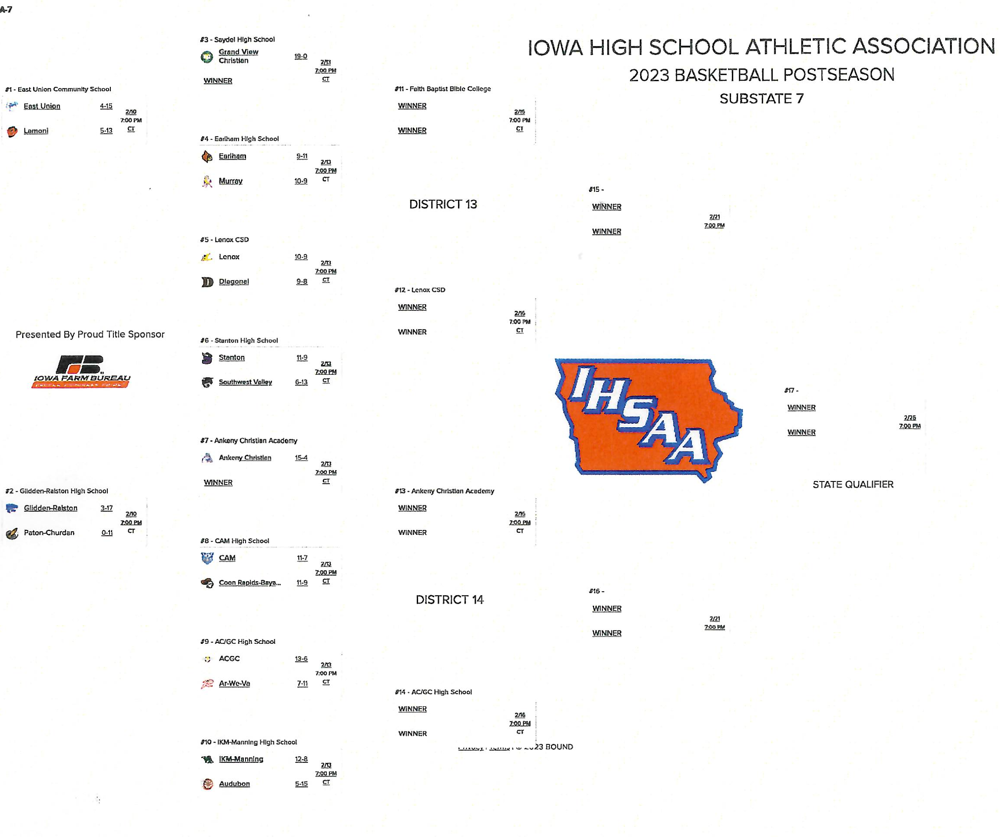 A-7
IOWA HIGH SCHOOL ATHLETIC ASSOCIATION
2023 BASKETBALL POSTSEASON
SUBSTATE 7
#1 - East Union Community School
East Union 4-15
Lamoni 5-13
2/10
7:00 PM
CT
Presented By Proud Title Sponsor
FB
IOWA FARM BUREAU
#2 - Glidden-Ralston High School
Glidden-Ralston 3-17
Paton-Churdan 0-11
2/10
7:00 PM
CT
#3 - Saydel High School
Grand View
Christian 19-0
WINNER
2/13
7:00 PM
CT
#4 - Earlham High School
Earlham 9-11
Murray 10-9
2/13
7:00 PM
CT
#5 - Lenox CSD
Lenox 10-9
Diagonal 9-8
2/13
7:00 PM
CT
#6 - Stanton High School
Stanton 11-9
Southwest Valley 6-13
2/13
7:00 PM
CT
#7 - Ankeny Christian Academy
Ankeny Christian 15-4
WINNER
2/13
7:00 PM
CT
#8 - CAM High School
CAM 11-7
Coon Rapids-Baya... 11-9
2/13
7:00 PM
CT
#9 - AC/GC High School
ACGC 13-6
Ar-We-Va 7-11
2/13
7:00 PM
CT
#10 - IKM-Manning High School
IKM-Manning 12-8
Audubon 5-15
2/13
7:00 PM
CT
#11 - Faith Baptist Bible College
WINNER
WINNER
7:00 PM
CT
DISTRICT 13
#12 - Lenox CSD
WINNER
WINNER
2/16
7:00 PM
CT
#13 - Ankeny Christian Academy
WINNER
WINNER
2/16
7:00 PM
CT
DISTRICT 14
#14 - AC/GC High School
WINNER
WINNER
2/16
7:00 PM
CT
23 BOUND
#15 -
WINNER
WINNER
2/21
7:00 PM
IHSAA
#16 -
WINNER
WINNER
2/21
7:00 PM
#17 -
WINNER
WINNER
2/25
7:00 PM
STATE QUALIFIER